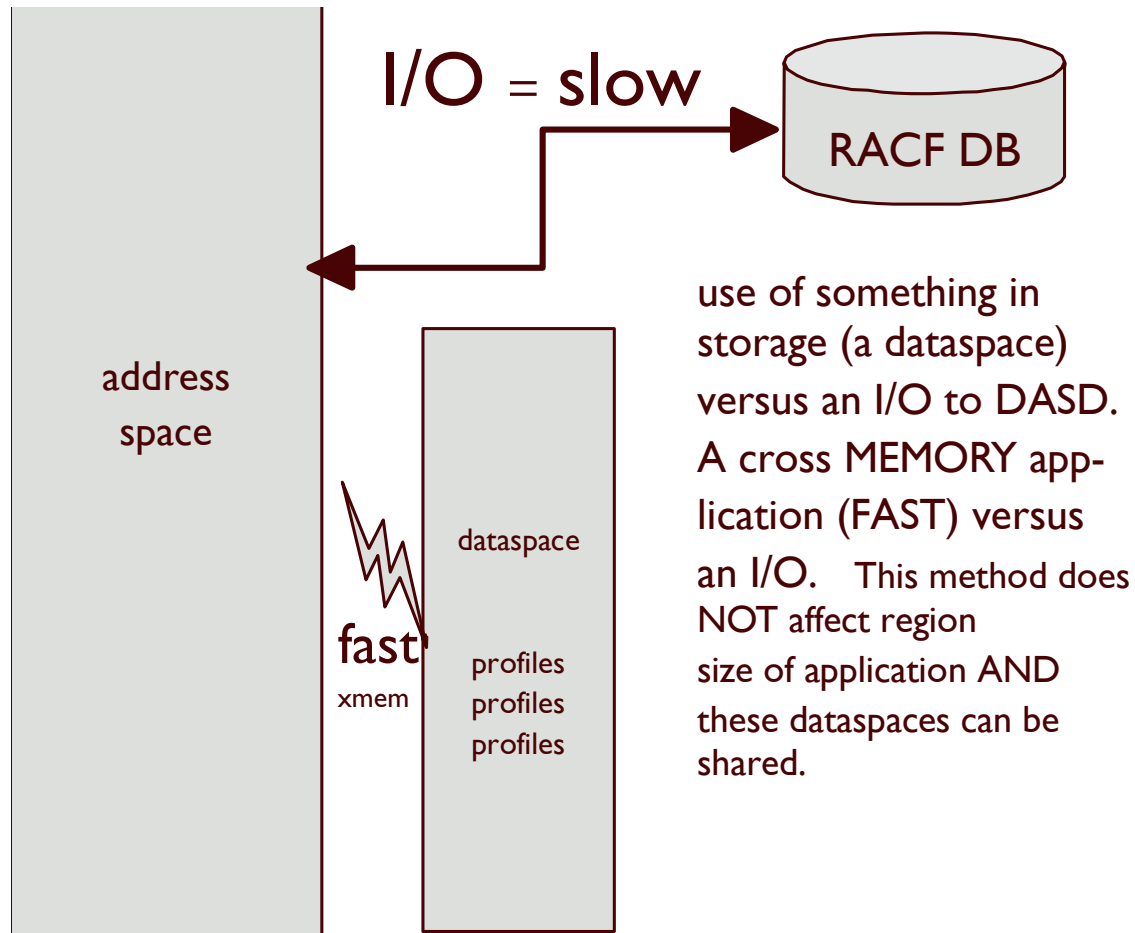 I/O = slow
RACF DB
address
space
fast
xmem
dataspace
profiles
profiles
profiles
use of something in
storage (a dataspace)
versus an I/O to DASD.
A cross MEMORY app-
lication (FAST) versus
an I/O. This method does
NOT affect region
size of application AND
these dataspaces can be
shared.